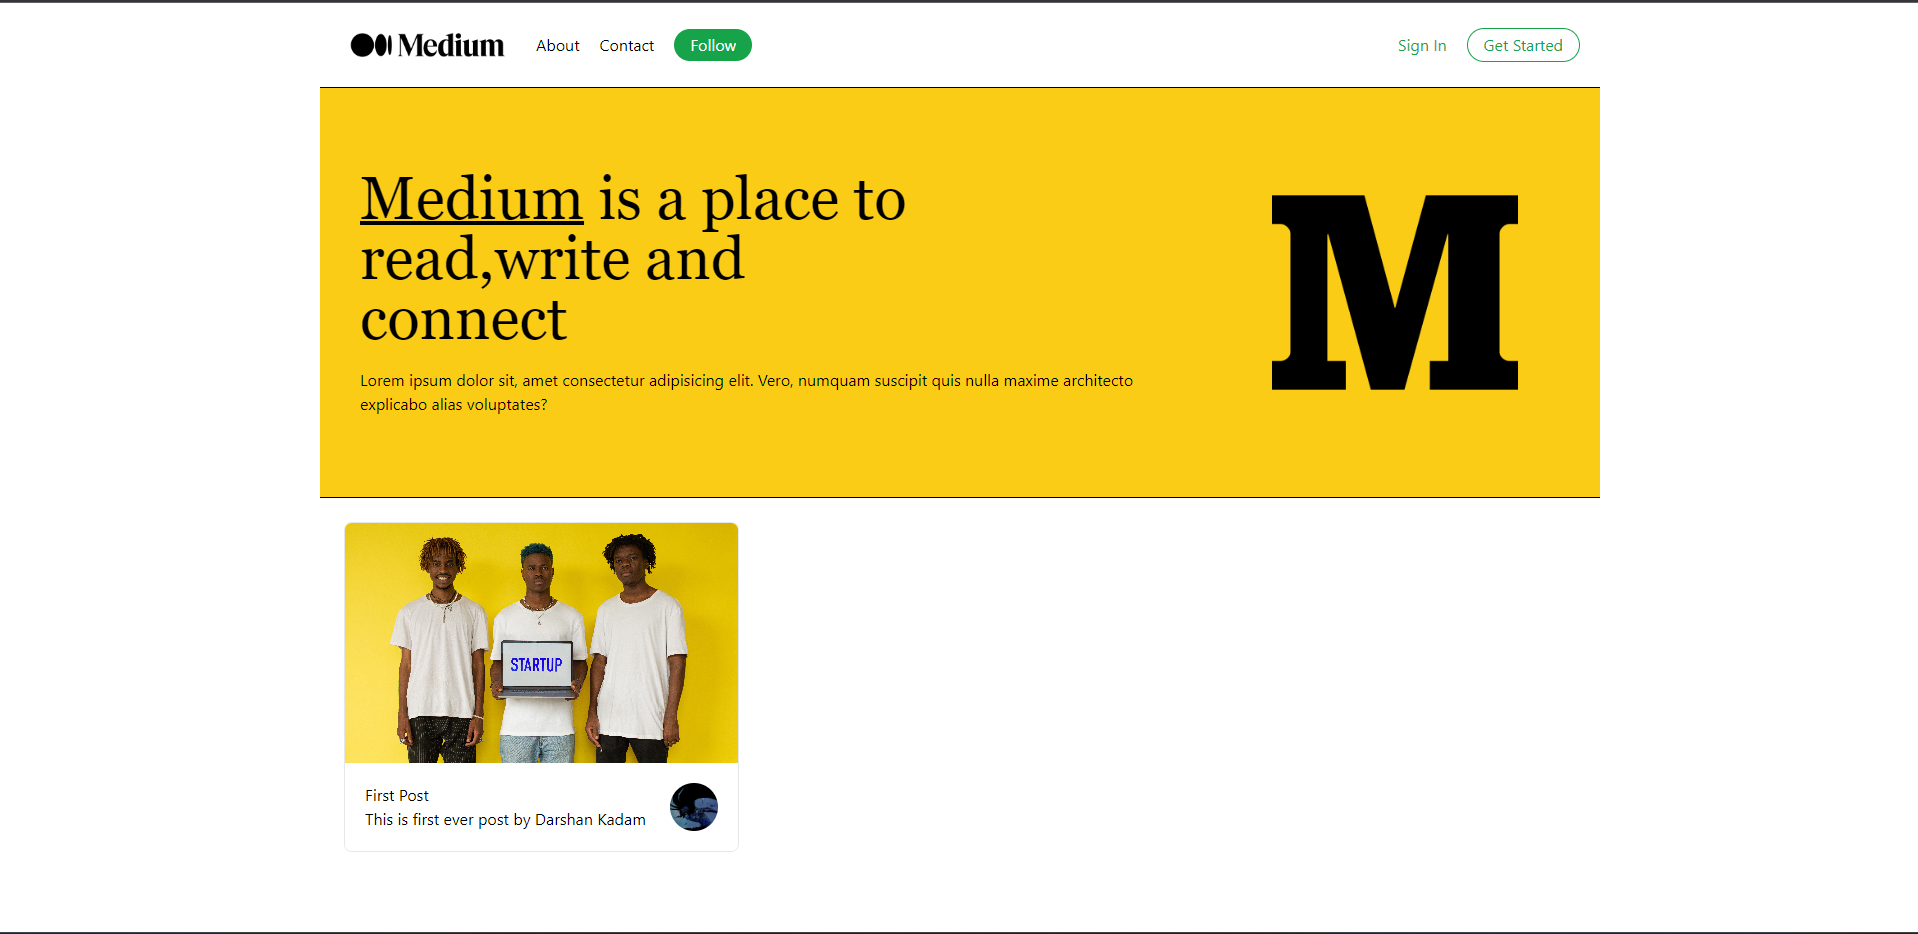 Medium About Contact Follow Sign In Get Started
Medium is a place to
read,write and
connect
M
Lorem ipsum dolor sit, amet consectetur adipisicing elit. Vero, numquam suscipit quis nulla maxime architecto
explicabo alias voluptates?
STARTUP
First Post
This is first ever post by Darshan Kadam